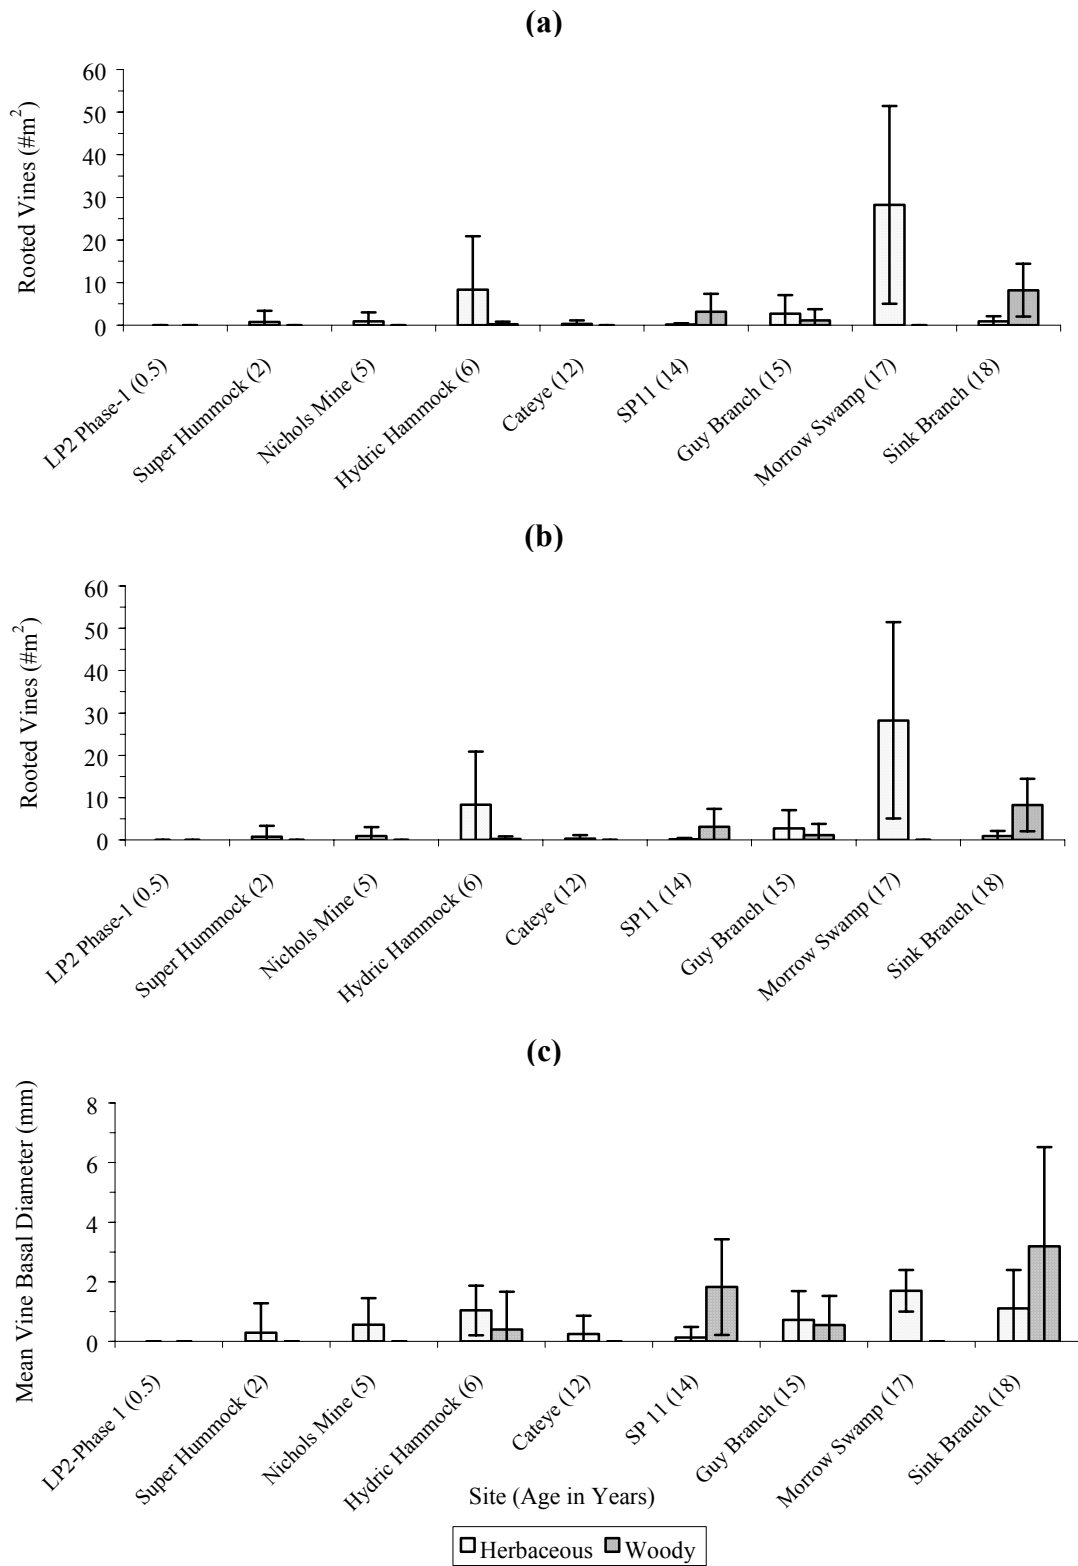 (a)
Rooted Vines (#m²)
60
50
40
30
20
10
0
LP2 Phase-1 (0.5)
Super Hummock (2)
Nichols Mine (5)
Hydric Hammock (6)
Cateye (12)
SP11 (14)
Guy Branch (15)
Morrow Swamp (17)
Sink Branch (18)
(b)
Rooted Vines (#m²)
60
50
40
30
20
10
0
LP2 Phase-1 (0.5)
Super Hummock (2)
Nichols Mine (5)
Hydric Hammock (6)
Cateye (12)
SP11 (14)
Guy Branch (15)
Morrow Swamp (17)
Sink Branch (18)
(c)
Mean Vine Basal Diameter (mm)
8
6
4
2
0
LP2-Phase 1 (0.5)
Super Hummock (2)
Nichols Mine (5)
Hydric Hammock (6)
Cateye (12)
SP 11 (14)
Guy Branch (15)
Morrow Swamp (17)
Sink Branch (18)
Site (Age in Years)
Herbaceous Woody